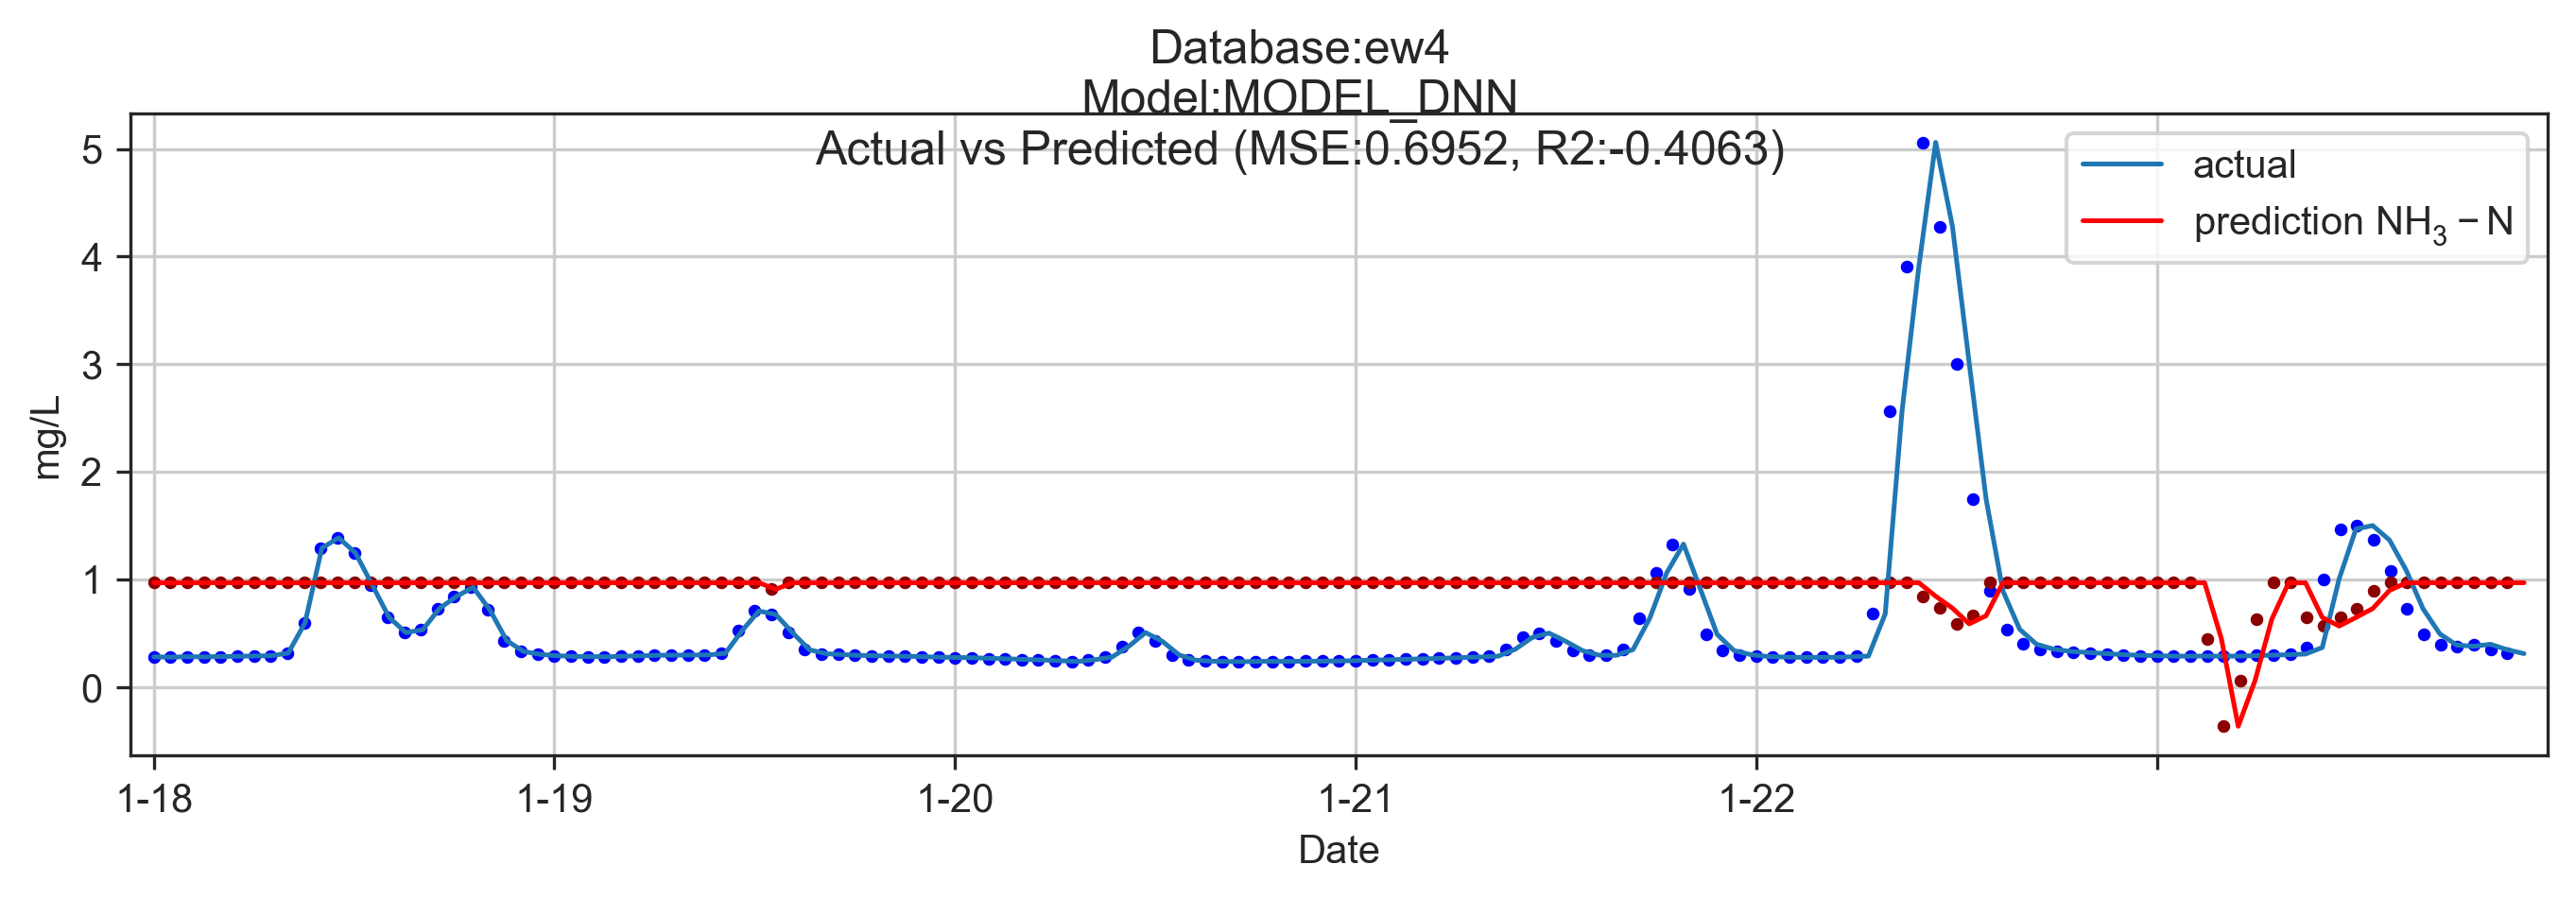 Database:ew4
Model:MODEL_DNN
Actual vs Predicted (MSE:0.6952, R2:-0.4063)
actual
prediction NH₃ − N
mg/L
5
4
3
2
1
0
1-18 1-19 1-20 1-21 1-22
Date